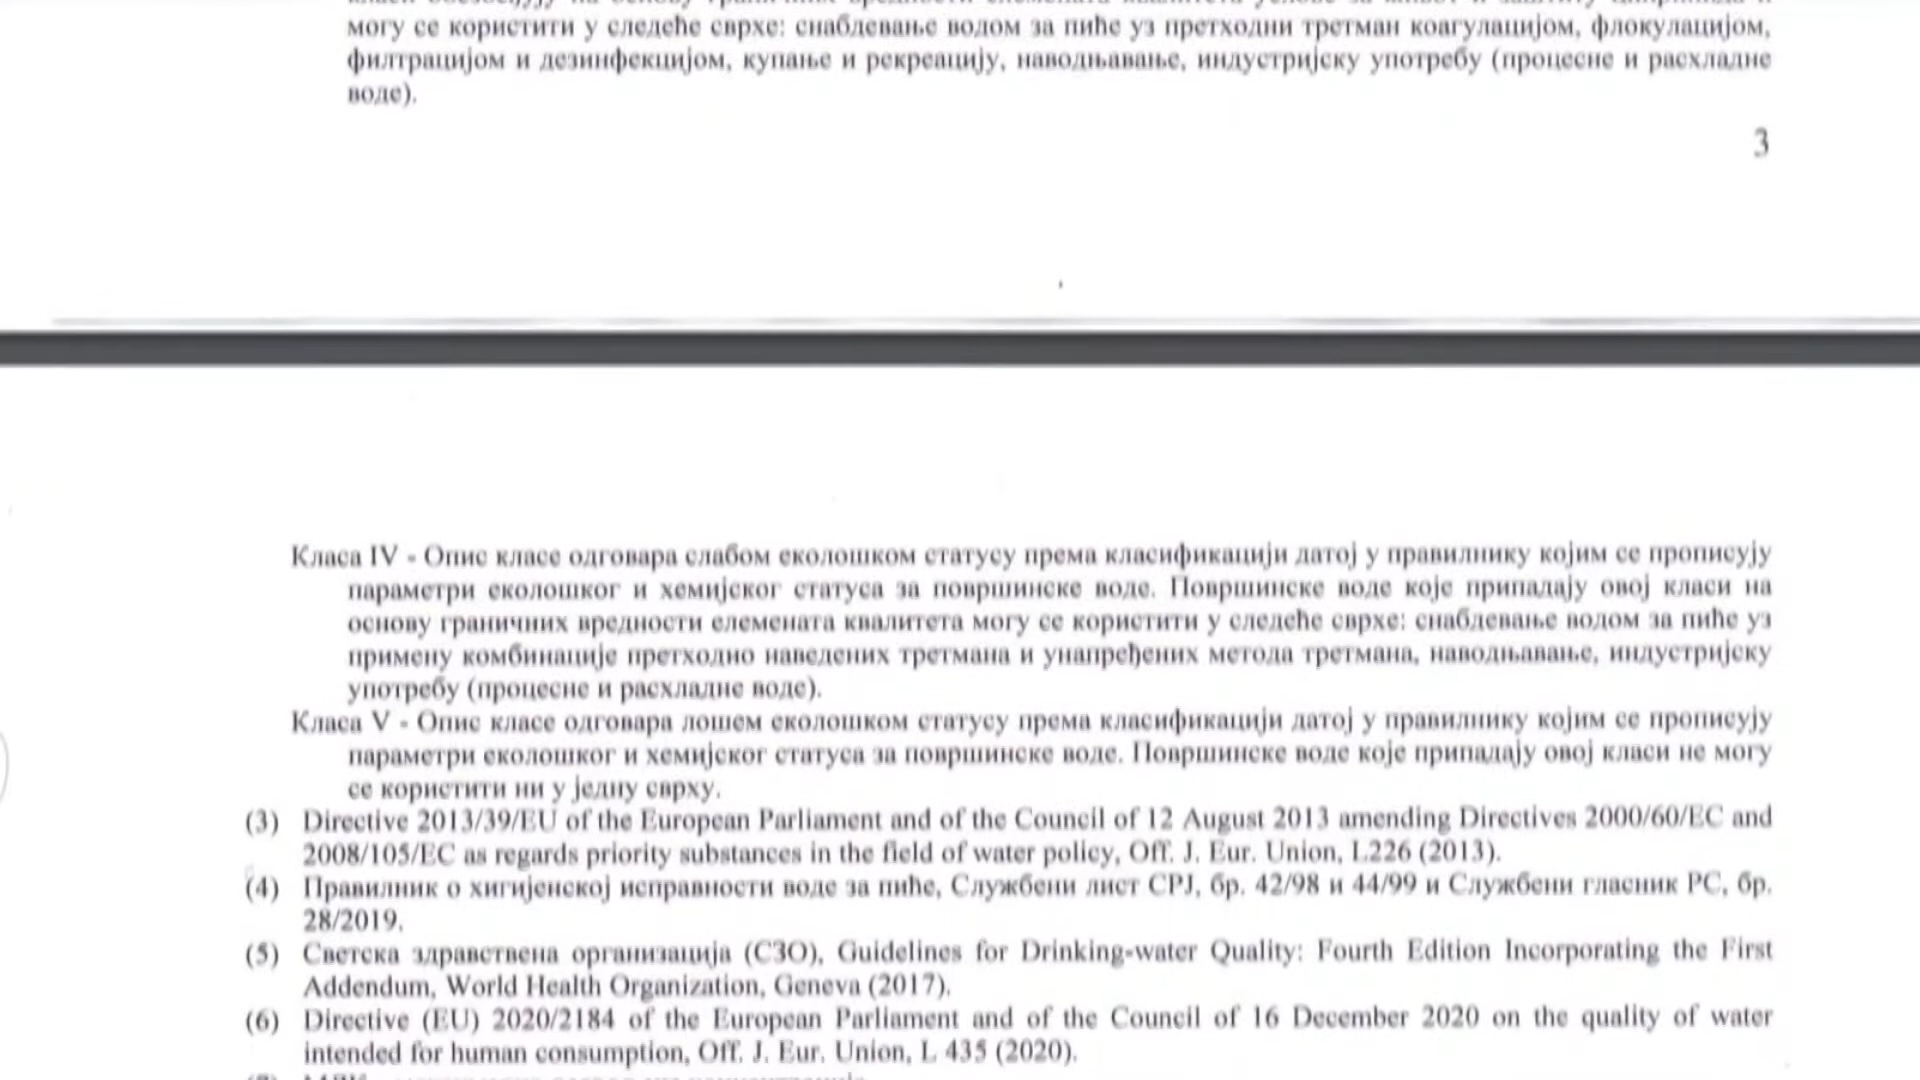 могу се користити у следеће сврхе: снабдевање водом за пиће уз претходни третман коагулацијом, флокулацијом,
филтрацијом и дезинфекцијом, купање и рекреацију, наводњавање, индустријску употребу (процесне и расхладне
воде).
3
Класа IV - Опис класе одговара слабом еколошком статусу према класификацији датој у правилнику којим се прописују
параметри еколошког и хемијског статуса за површинске воде. Површинске воде које припадају овој класи на
основу граничних вредности елемената квалитета могу се користити у следеће сврхе: снабдевање водом за пиће уз
примену комбинације претходно наведених третмана и унапређених метода третмана, наводњавање, индустријску
употребу (процесне и расхладне воде).
Класа V - Опис класе одговара лошем еколошком статусу према класификацији датој у правилнику којим се прописују
параметри еколошког и хемијског статуса за површинске воде. Површинске воде које припадају овој класи не могу
се користити ни у једну сврху.
(3) Directive 2013/39/EU of the European Parliament and of the Council of 12 August 2013 amending Directives 2000/60/EC and
2008/105/EC as regards priority substances in the field of water policy, Off. J. Eur. Union, L226 (2013).
(4) Правилник о хигијенској исправности воде за пиће, Службени лист СРЈ, бр. 42/98 и 44/99 и Службени гласник РС, бр.
28/2019.
(5) Светска здравствена организација (СЗО), Guidelines for Drinking-water Quality: Fourth Edition Incorporating the First
Addendum, World Health Organization, Geneva (2017).
(6) Directive (EU) 2020/2184 of the European Parliament and of the Council of 16 December 2020 on the quality of water
intended for human consumption, Off. J. Eur. Union, L 435 (2020).